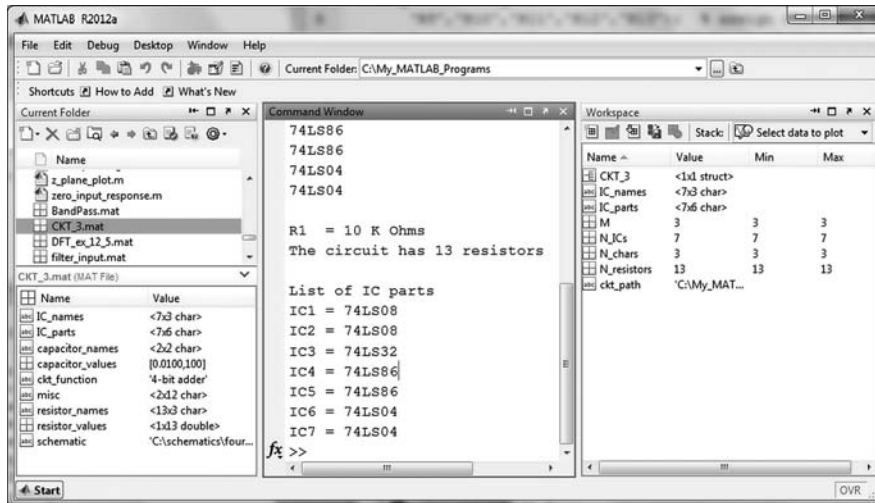 MATLAB R2012a
File Edit Debug Desktop Window Help
Current Folder: C:\My_MATLAB_Programs
Shortcuts How to Add What's New
Current Folder
Name
z_plane_plot.m
zero_input_response.m
BandPass.mat
CKT_3.mat
DFT_ex_12_5.mat
filter_input.mat
CKT_3.mat (MAT File)
Name Value
IC_names <7x3 char>
IC_parts <7x6 char>
capacitor_names <2x2 char>
capacitor_values [0.0100,100]
ckt_function '4-bit adder'
misc <2x12 char>
resistor_names <13x3 char>
resistor_values <1x13 double>
schematic 'C:\schematics\four...
Command Window
74LS86
74LS86
74LS04
74LS04
R1 = 10 K Ohms
The circuit has 13 resistors
List of IC parts
IC1 = 74LS08
IC2 = 74LS08
IC3 = 74LS32
IC4 = 74LS86
IC5 = 74LS86
IC6 = 74LS04
IC7 = 74LS04
fx >>
Workspace
Stack: Select data to plot
Name Value Min Max
CKT_3 <1x1 struct>
IC_names <7x3 char>
IC_parts <7x6 char>
M 3 3 3
N_ICs 7 7 7
N_chars 3 3 3
N_resistors 13 13 13
ckt_path 'C:\My_MAT...
Start
OVR